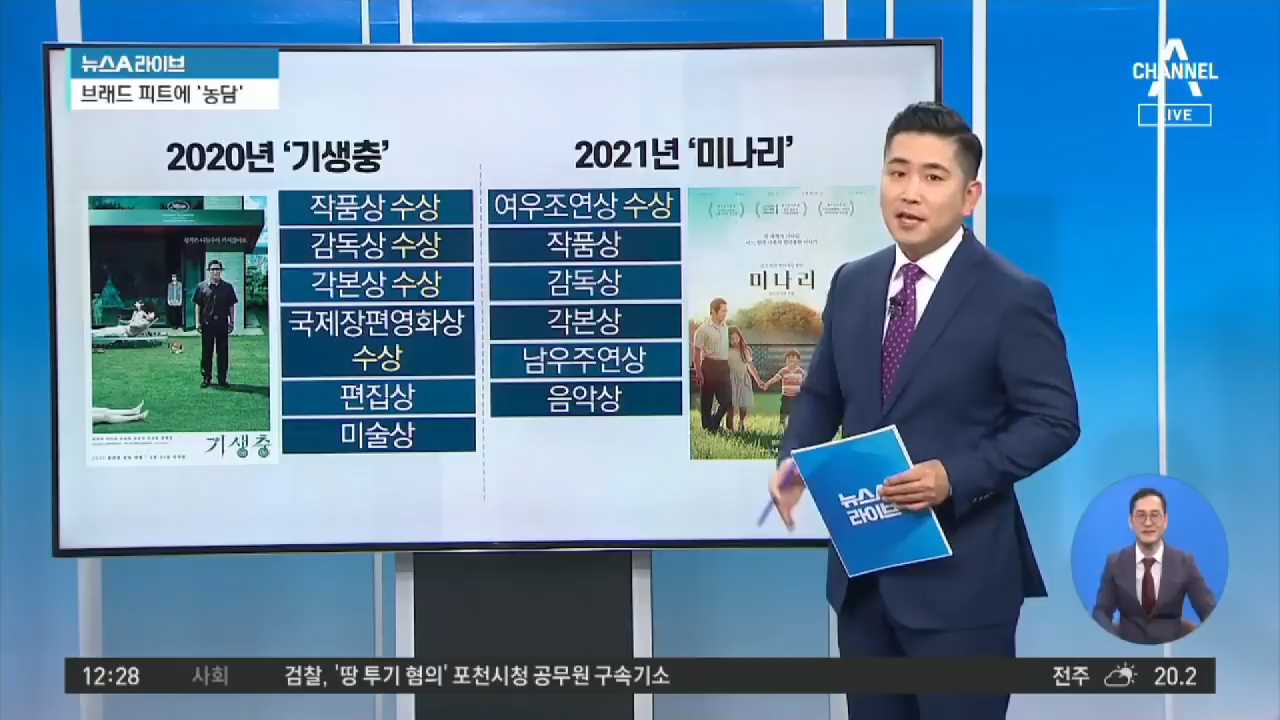 뉴스A 라이브
브래드 피트에 '농담'
CHANNEL A
LIVE
2020년 '기생충'
작품상 수상
감독상 수상
각본상 수상
국제장편영화상
수상
편집상
미술상
기생충
2021년 '미나리'
여우조연상 수상
작품상
감독상
각본상
남우주연상
음악상
미나리
뉴스A
라이브
12:28 사회 검찰, '땅 투기 혐의' 포천시청 공무원 구속기소 전주 20.2